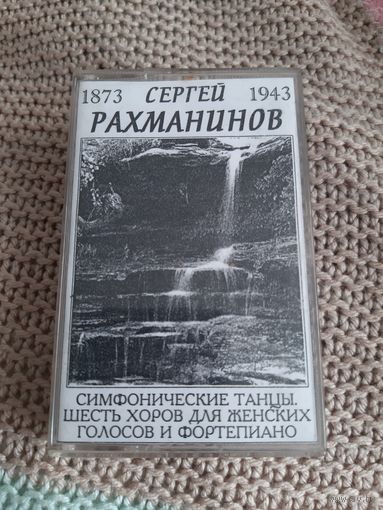 1873 СЕРГЕЙ 1943
РАХМАНИНОВ
СИМФОНИЧЕСКИЕ ТАНЦЫ.
ШЕСТЬ ХОРОВ ДЛЯ ЖЕНСКИХ
ГОЛОСОВ И ФОРТЕПИАНО